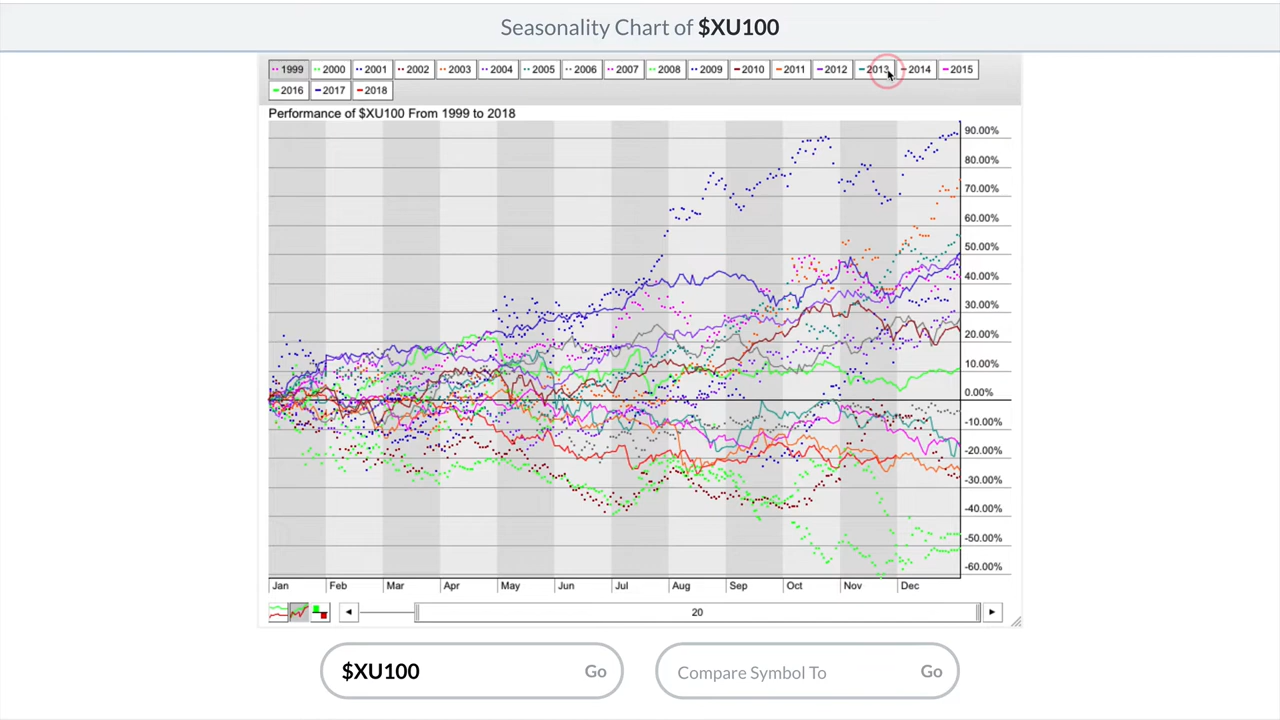 Seasonality Chart of $XU100
1999 2000 2001 2002 2003 2004 2005 2006 2007 2008 2009 2010 2011 2012 2013 2014 2015
2016 2017 2018
Performance of $XU100 From 1999 to 2018
90.00%
80.00%
70.00%
60.00%
50.00%
40.00%
30.00%
20.00%
10.00%
0.00%
-10.00%
-20.00%
-30.00%
-40.00%
-50.00%
-60.00%
Jan Feb Mar Apr May Jun Jul Aug Sep Oct Nov Dec
20
$XU100 Go Compare Symbol To Go